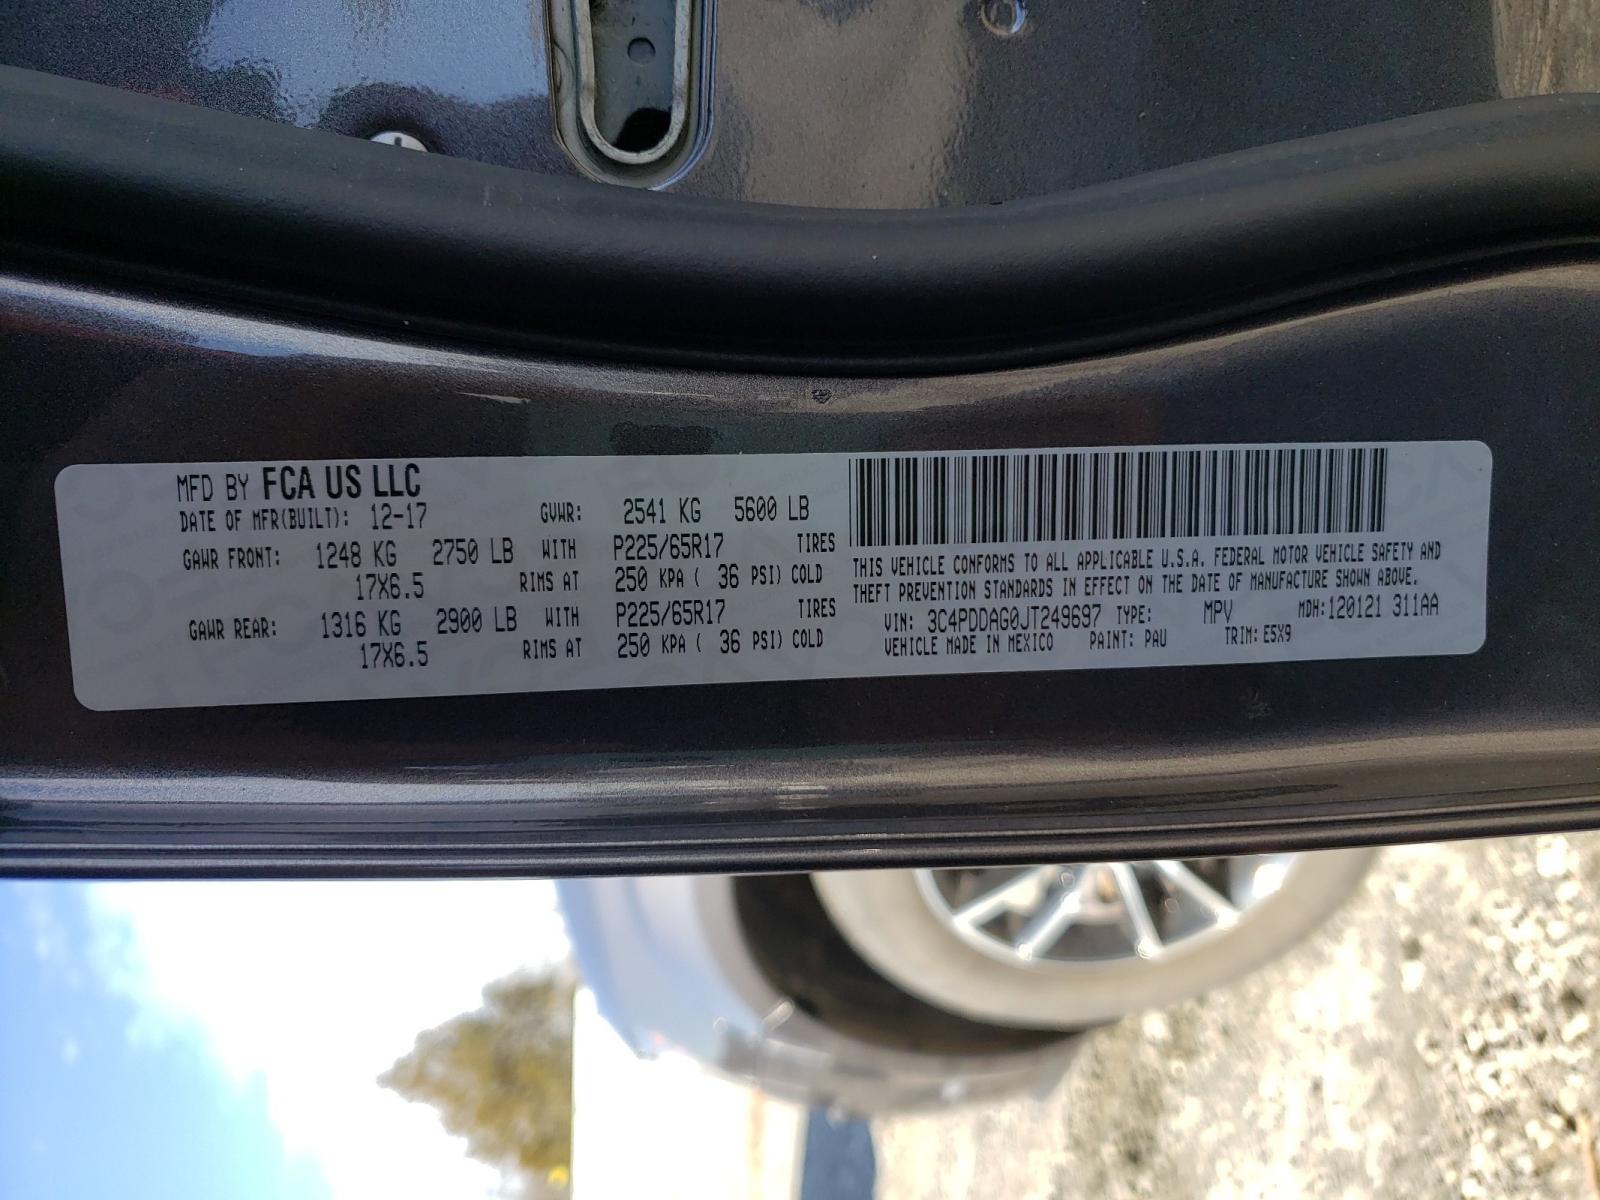 MFD BY FCA US LLC
DATE OF MFR(BUILT): 12-17 GVWR: 2541 KG 5600 LB
GAWR FRONT: 1248 KG 2750 LB WITH P225/65R17 TIRES
17X6.5 RIMS AT 250 KPA ( 36 PSI) COLD
GAWR REAR: 1316 KG 2900 LB WITH P225/65R17 TIRES
17X6.5 RIMS AT 250 KPA ( 36 PSI) COLD
THIS VEHICLE CONFORMS TO ALL APPLICABLE U.S.A. FEDERAL MOTOR VEHICLE SAFETY AND
THEFT PREVENTION STANDARDS IN EFFECT ON THE DATE OF MANUFACTURE SHOWN ABOVE.
VIN: 3C4PDDAG0JT249697 TYPE: MPV MDH:120121 311AA
VEHICLE MADE IN MEXICO PAINT: PAU TRIM: E5X9